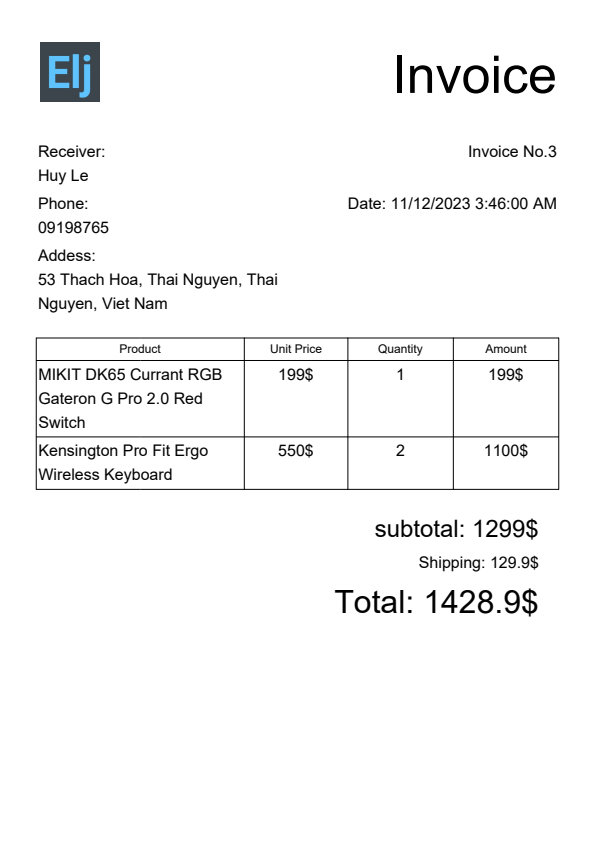 Elj
Invoice
Receiver:
Huy Le
Invoice No.3
Phone:
09198765
Date: 11/12/2023 3:46:00 AM
Addess:
53 Thach Hoa, Thai Nguyen, Thai
Nguyen, Viet Nam
Product Unit Price Quantity Amount
MIKIT DK65 Currant RGB 199$ 1 199$
Gateron G Pro 2.0 Red
Switch
Kensington Pro Fit Ergo 550$ 2 1100$
Wireless Keyboard
subtotal: 1299$
Shipping: 129.9$
Total: 1428.9$